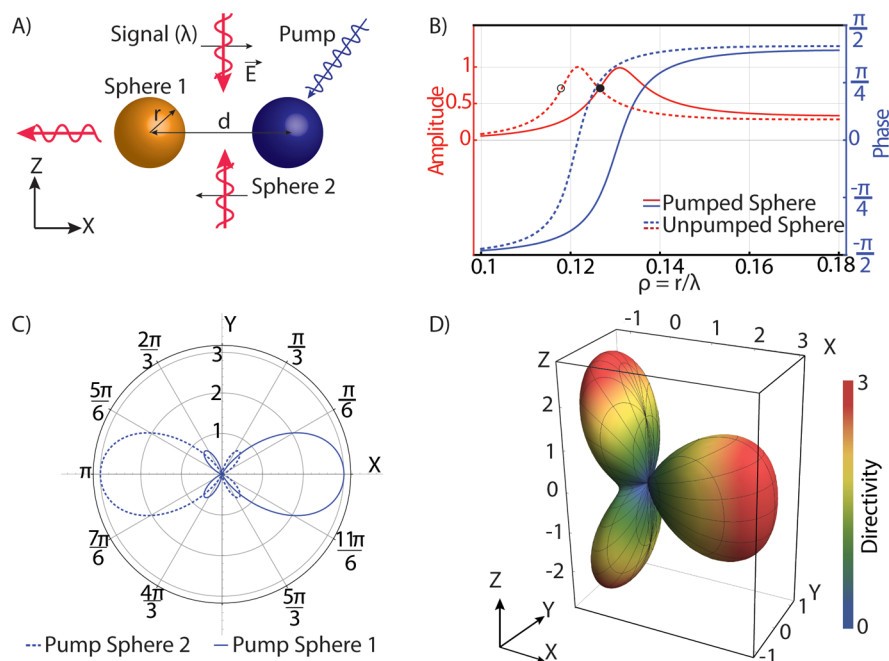 A)
Signal (λ)
Pump
E
Sphere 1
r
d
Z
X
Sphere 2
B)
π/2
1
π/4
0.5
0
-π/4
-π/2
Amplitude
Phase
Pumped Sphere
Unpumped Sphere
0.1
0.12
0.14
0.16
0.18
ρ = r/λ
C)
Y
2π/3
3
π/3
5π/6
2
π/6
1
π
X
7π/6
11π/6
4π/3
5π/3
Pump Sphere 2
Pump Sphere 1
D)
-1
0
1
2
3
X
Z
2
1
0
-1
-2
Y
1
0
-1
3
Directivity
0
Z
Y
X